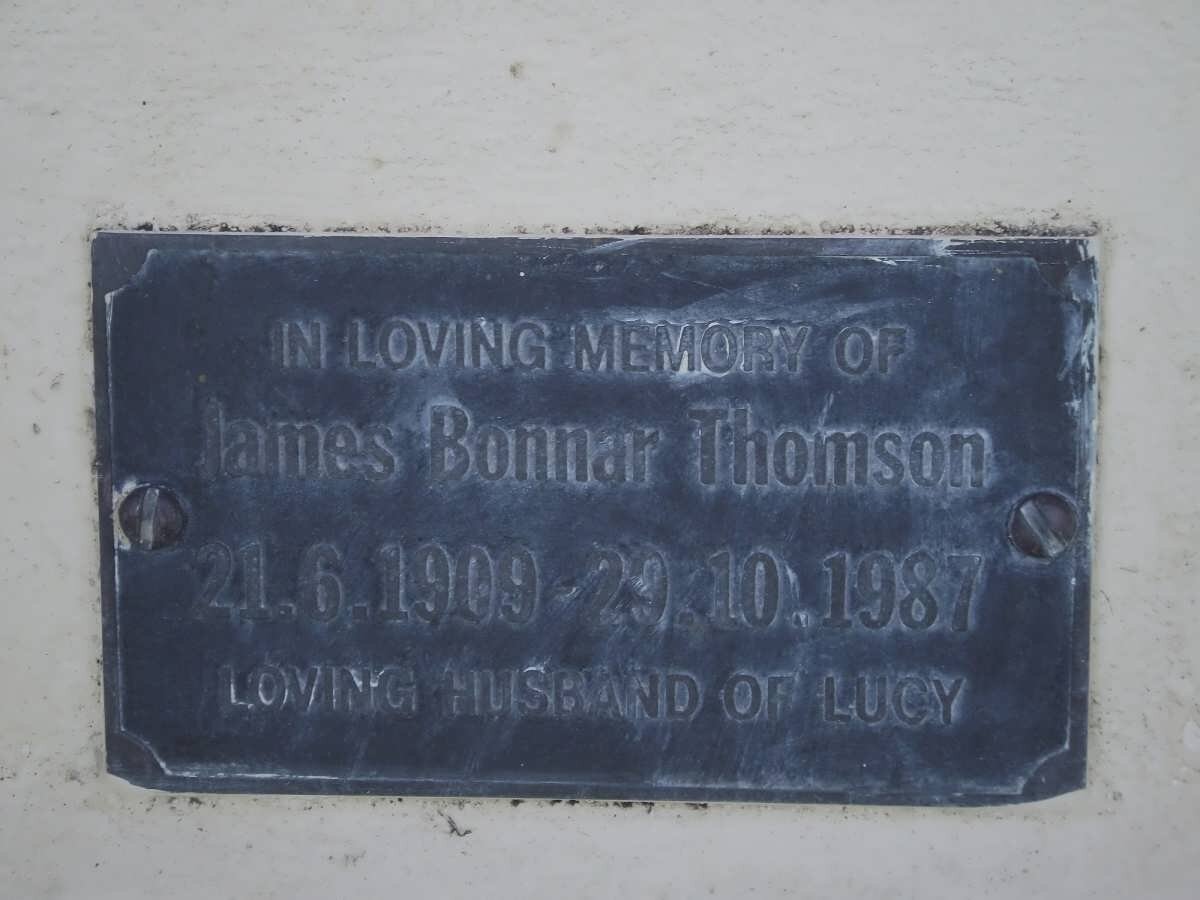 IN LOVING MEMORY OF
James Bonnar Thomson
21.6.1909 - 29.10.1987
LOVING HUSBAND OF LUCY